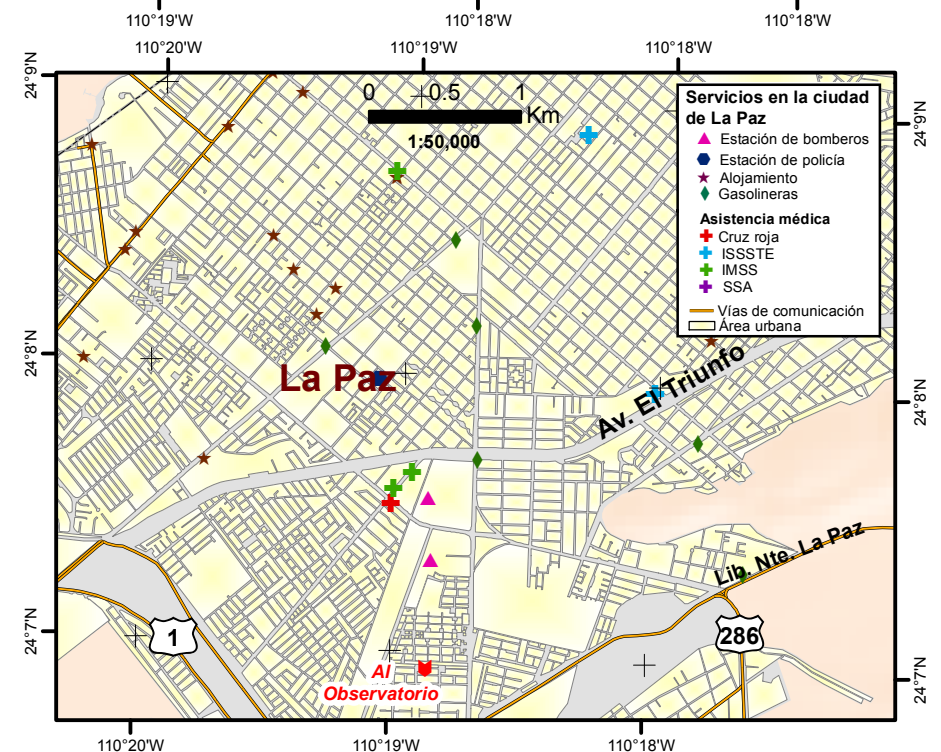 110°19'W 110°18'W 110°18'W
110°20'W 110°19'W 110°18'W
24°9'N
24°9'N
24°8'N
24°8'N
24°7'N
24°7'N
0 0.5 1
Km
1:50,000
Servicios en la ciudad
de La Paz
Estación de bomberos
Estación de policía
Alojamiento
Gasolineras
Asistencia médica
Cruz roja
ISSSTE
IMSS
SSA
Vías de comunicación
Área urbana
La Paz
Av. El Triunfo
Lib. Nte. La Paz
1
286
Al
Observatorio
110°20'W 110°19'W 110°18'W